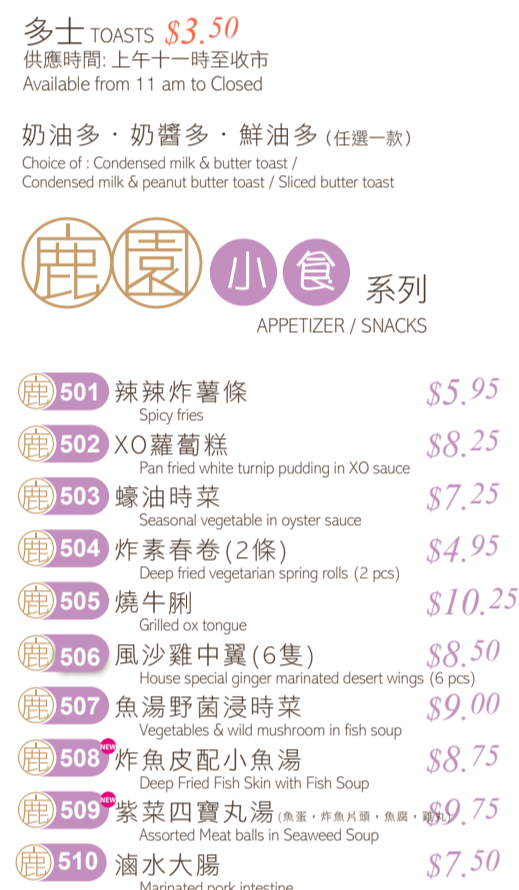 多士 TOASTS $3.50
供應時間: 上午十一時至收市
Available from 11 am to Closed
奶油多・奶醬多・鮮油多 (任選一款)
Choice of : Condensed milk & butter toast /
Condensed milk & peanut butter toast / Sliced butter toast
鹿園小食 系列
APPETIZER / SNACKS
鹿 501 辣辣炸薯條 $5.95
Spicy fries
鹿 502 XO蘿蔔糕 $8.25
Pan fried white turnip pudding in XO sauce
鹿 503 蠔油時菜 $7.25
Seasonal vegetable in oyster sauce
鹿 504 炸素春卷(2條) $4.95
Deep fried vegetarian spring rolls (2 pcs)
鹿 505 燒牛脷 $10.25
Grilled ox tongue
鹿 506 風沙雞中翼(6隻) $8.50
House special ginger marinated desert wings (6 pcs)
鹿 507 魚湯野菌浸時菜 $9.00
Vegetables & wild mushroom in fish soup
鹿 508 NEW 炸魚皮配小魚湯 $8.75
Deep Fried Fish Skin with Fish Soup
鹿 509 NEW 紫菜四寶丸湯 (魚蛋，炸魚片頭，魚腐，雞丸) $9.75
Assorted Meat balls in Seaweed Soup
鹿 510 滷水大腸 $7.50
Marinated pork intestine